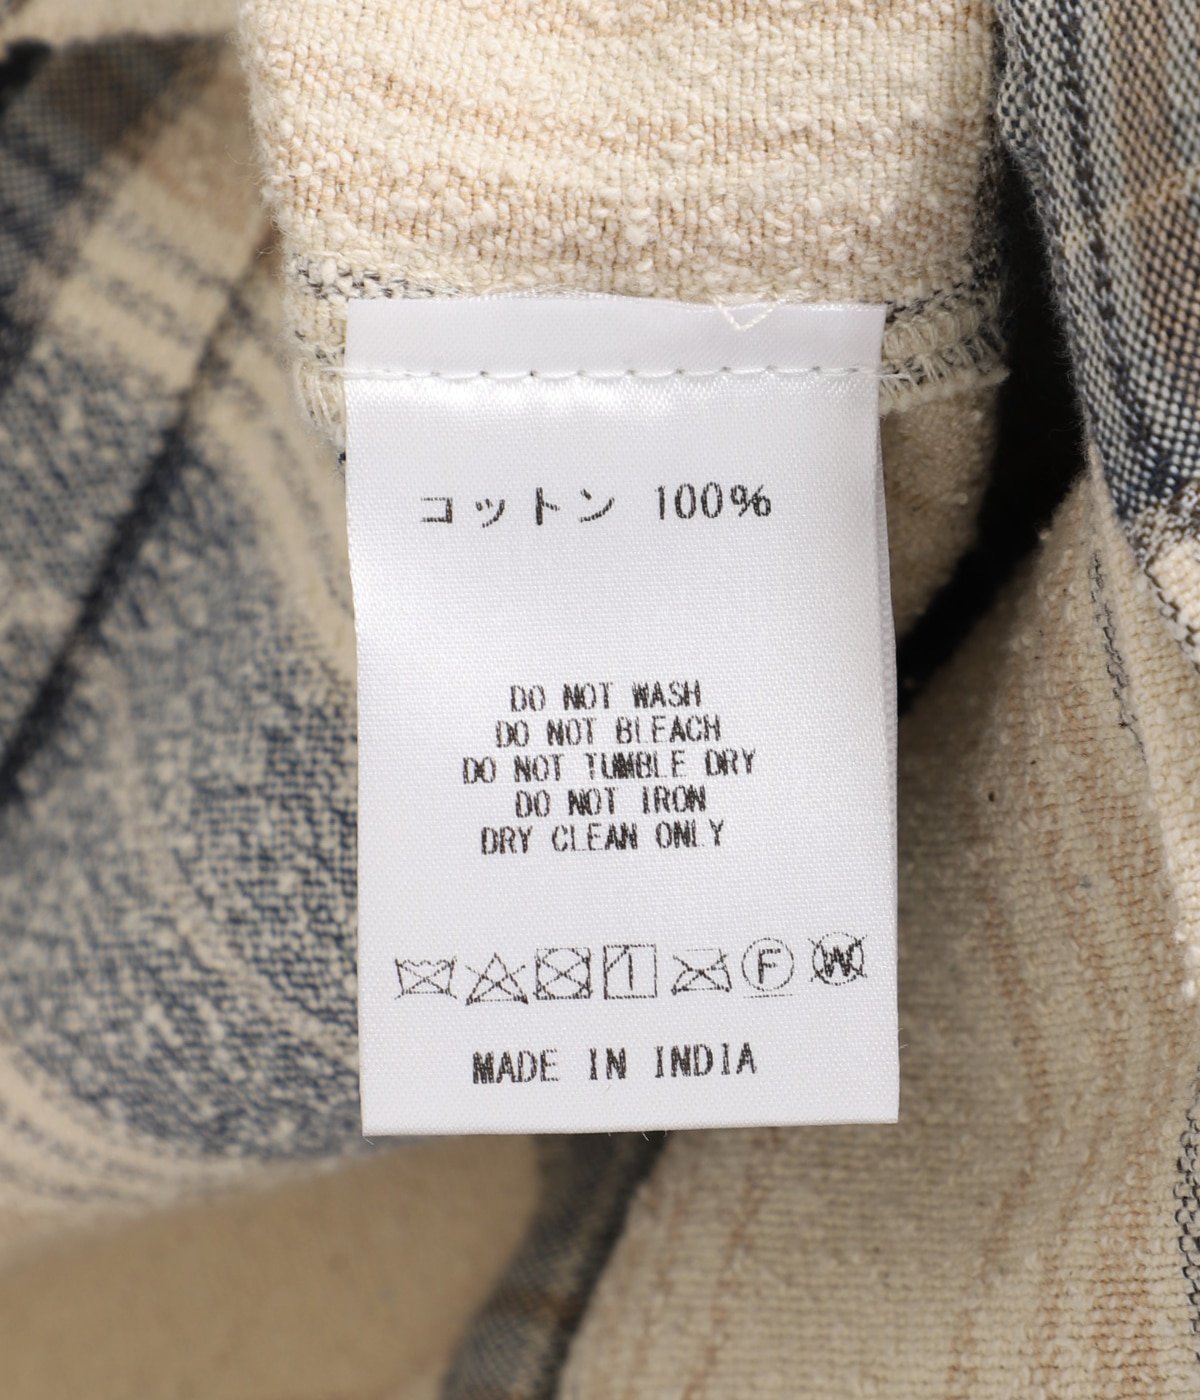 コットン 100%
DO NOT WASH
DO NOT BLEACH
DO NOT TUMBLE DRY
DO NOT IRON
DRY CLEAN ONLY
F W
MADE IN INDIA